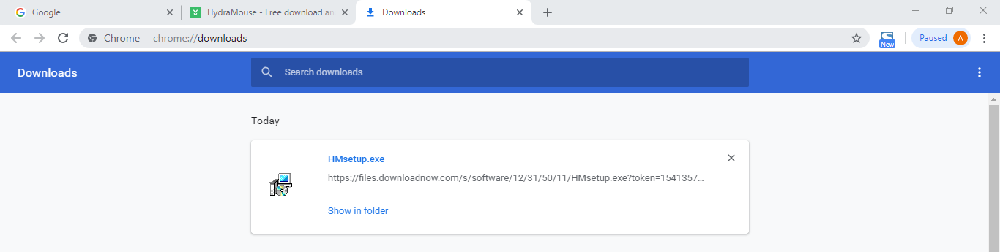 Google
HydraMouse - Free download an
Downloads
Chrome
chrome://downloads
New
Paused
A
Downloads
Search downloads
Today
HMsetup.exe
https://files.downloadnow.com/s/software/12/31/50/11/HMsetup.exe?token=1541357…
Show in folder